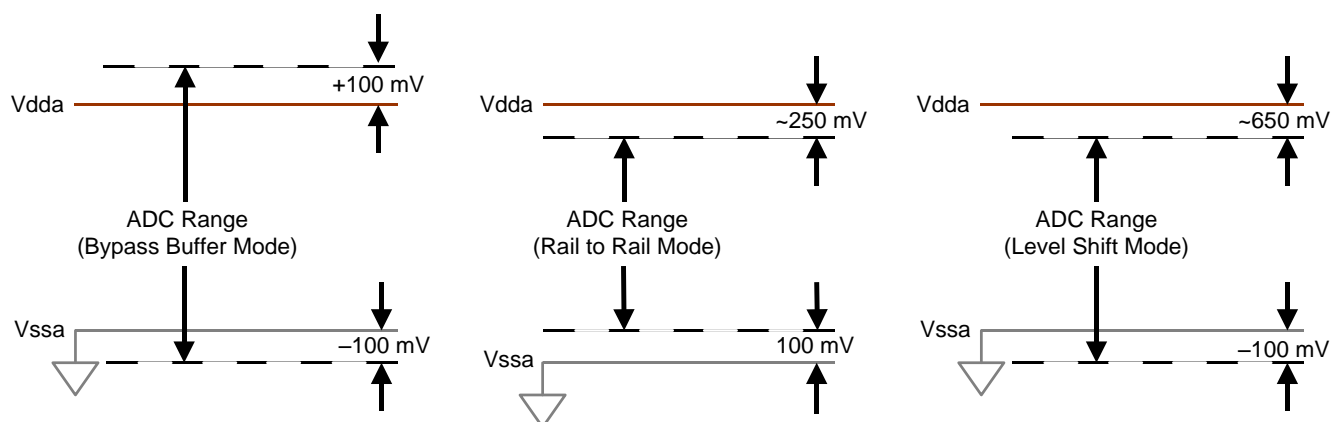 +100 mV
Vdda
ADC Range
(Bypass Buffer Mode)
Vssa
–100 mV
Vdda
~250 mV
ADC Range
(Rail to Rail Mode)
100 mV
Vssa
Vdda
~650 mV
ADC Range
(Level Shift Mode)
Vssa
–100 mV